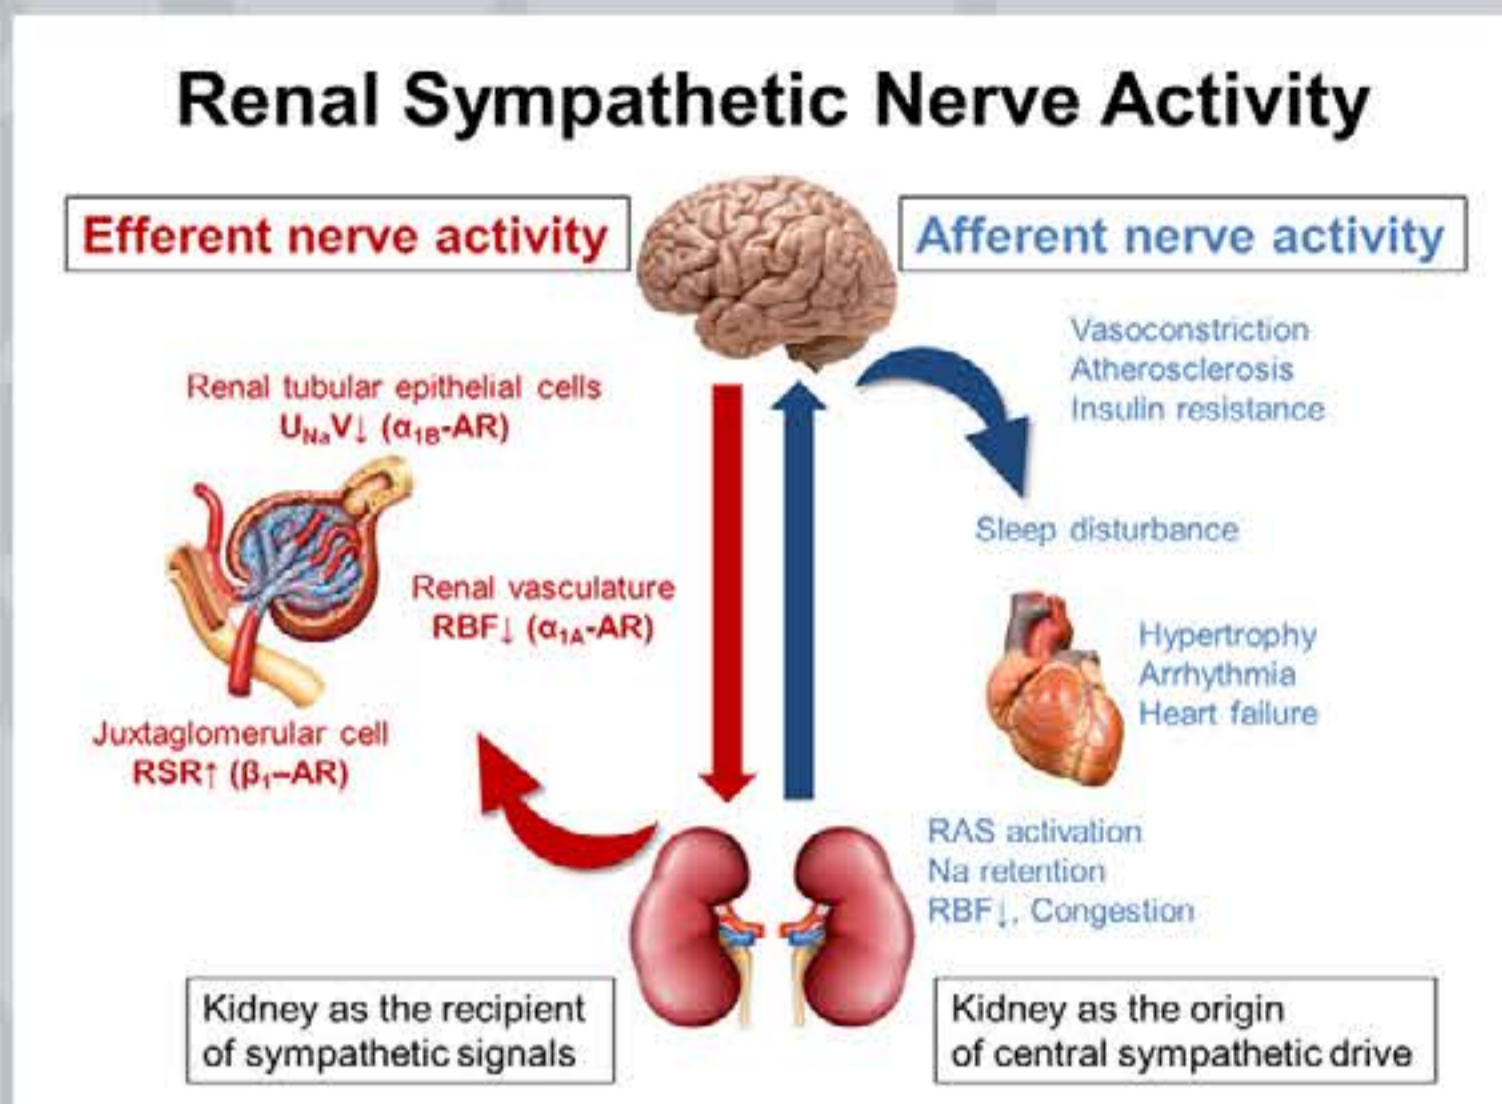 Renal Sympathetic Nerve Activity
Efferent nerve activity
Afferent nerve activity
Renal tubular epithelial cells
UNaV↓ (α1B-AR)
Renal vasculature
RBF↓ (α1A-AR)
Juxtaglomerular cell
RSR↑ (β1–AR)
Vasoconstriction
Atherosclerosis
Insulin resistance
Sleep disturbance
Hypertrophy
Arrhythmia
Heart failure
RAS activation
Na retention
RBF↓. Congestion
Kidney as the recipient
of sympathetic signals
Kidney as the origin
of central sympathetic drive